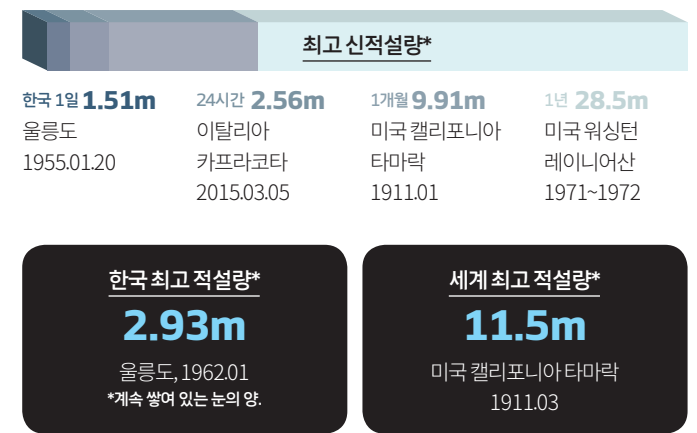 최고 신적설량*
한국 1일 1.51m
울릉도
1955.01.20
24시간 2.56m
이탈리아
카프라코타
2015.03.05
1개월 9.91m
미국 캘리포니아
타마락
1911.01
1년 28.5m
미국 워싱턴
레이니어산
1971~1972
한국 최고 적설량*
2.93m
울릉도, 1962.01
*계속 쌓여 있는 눈의 양.
세계 최고 적설량*
11.5m
미국 캘리포니아 타마락
1911.03